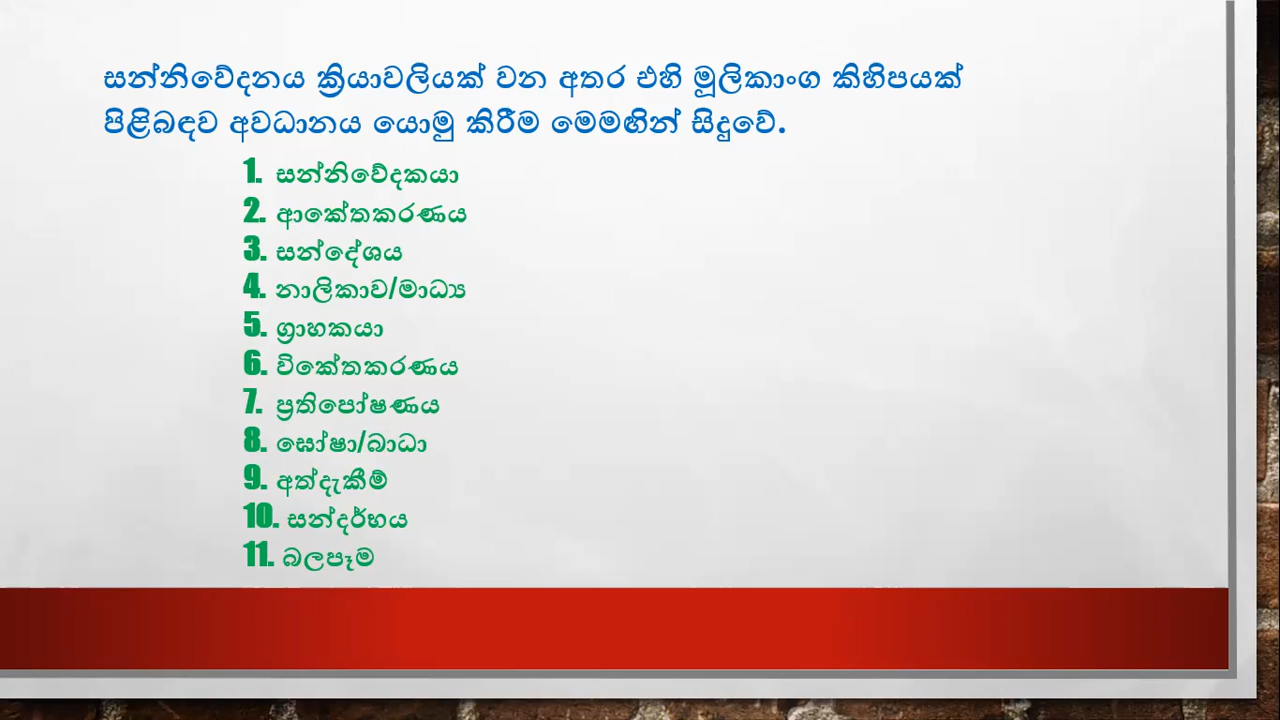 සන්නිවේදනය ක්‍රියාවලියක් වන අතර එහි මූලිකාංග කිහිපයක්
පිළිබඳව අවධානය යොමු කිරීම මෙමඟින් සිදුවේ.
1. සන්නිවේදකයා
2. ආකේතකරණය
3. සන්දේශය
4. නාලිකාව/මාධ්‍ය
5. ග්‍රාහකයා
6. විකේතකරණය
7. ප්‍රතිපෝෂණය
8. ඝෝෂා/බාධා
9. අත්දැකීම්
10. සන්දර්භය
11. බලපෑම